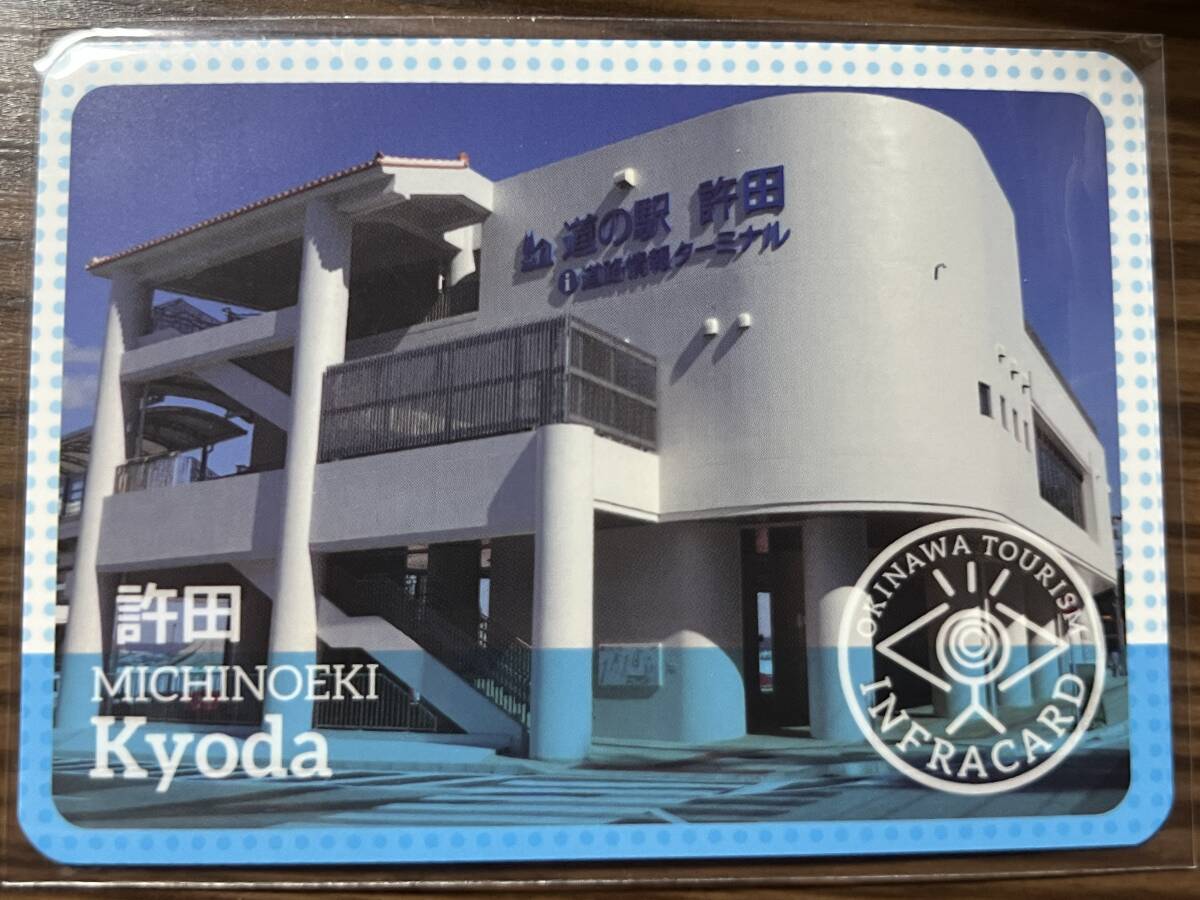 道の駅 許田
i 道路情報ターミナル
許田
MICHINOEKI
Kyoda
OKINAWA TOURISM
INFRACARD